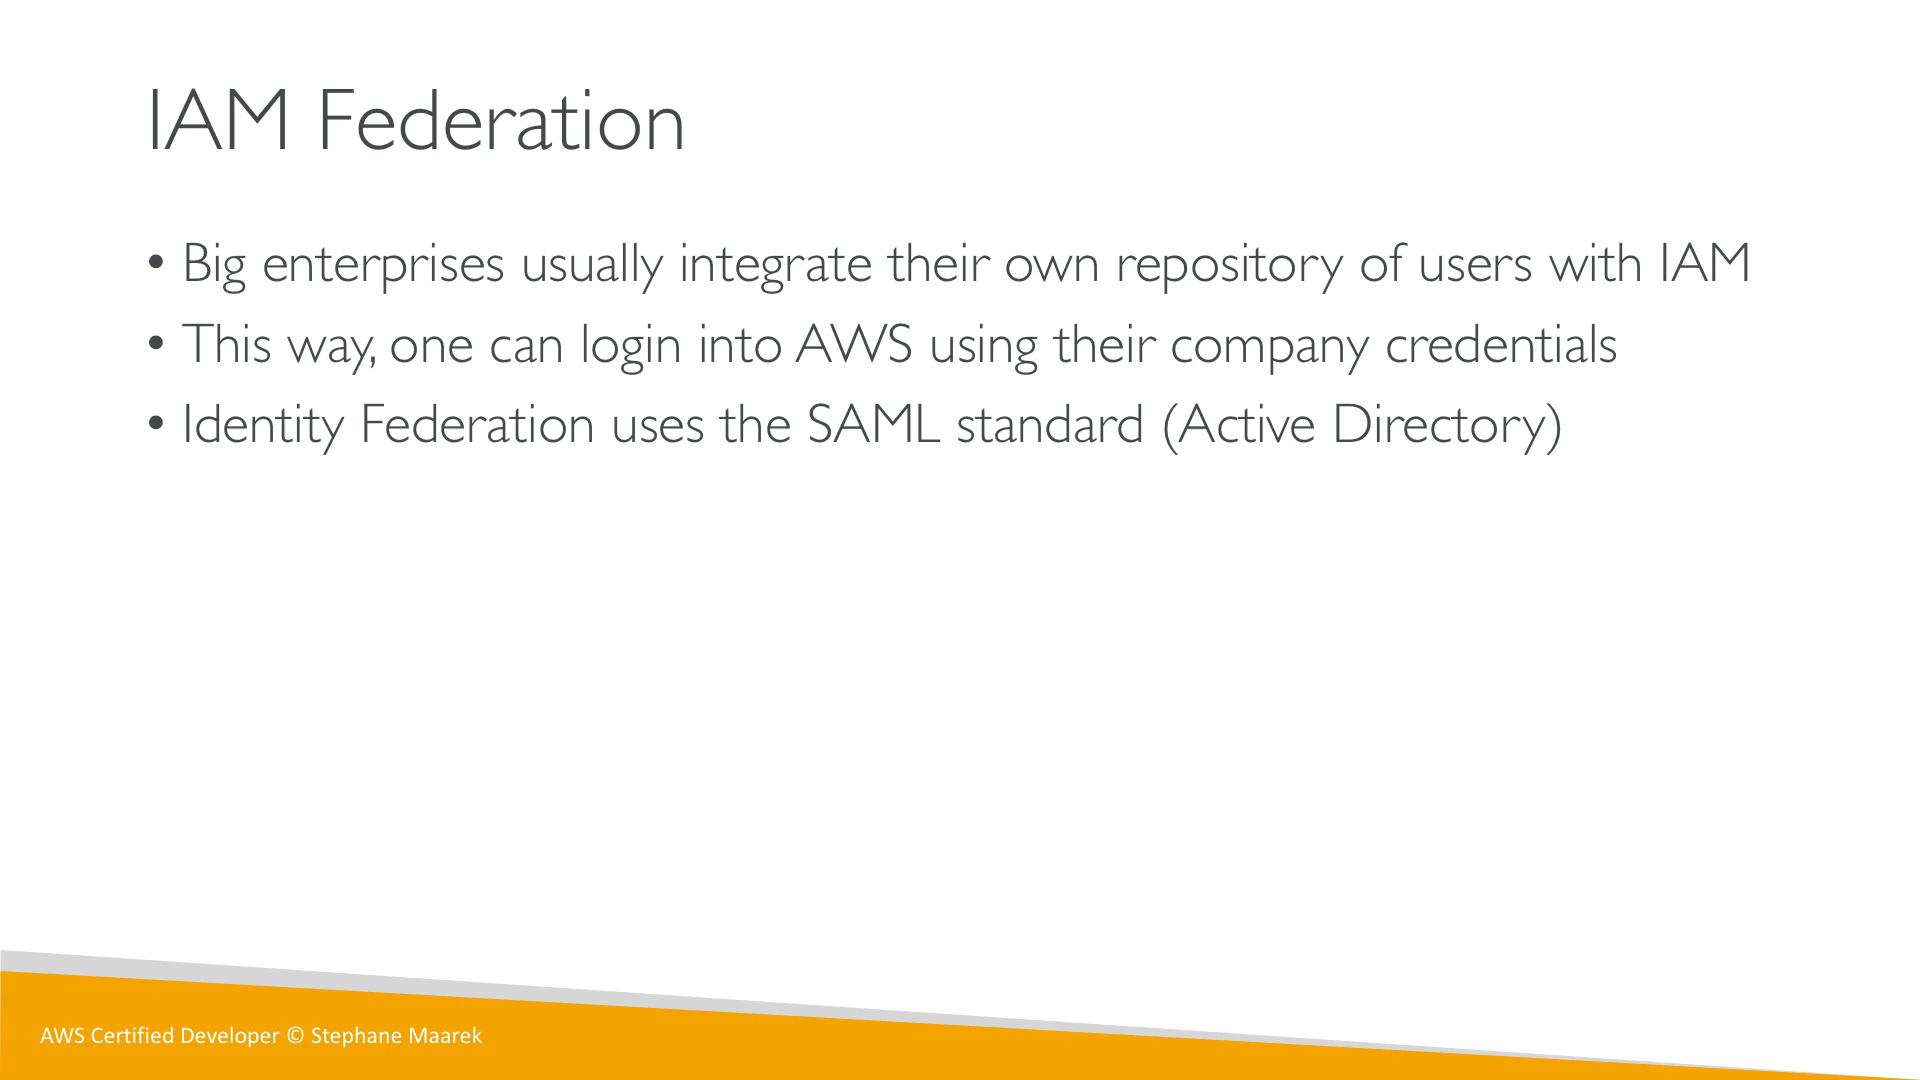 IAM Federation
• Big enterprises usually integrate their own repository of users with IAM
• This way, one can login into AWS using their company credentials
• Identity Federation uses the SAML standard (Active Directory)
AWS Certified Developer © Stephane Maarek